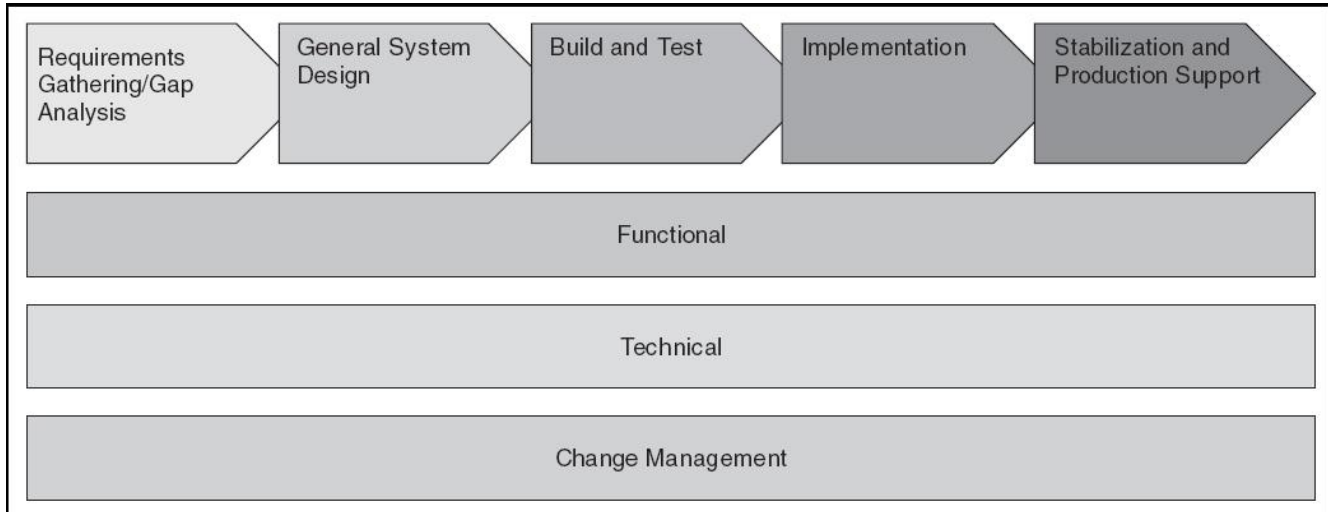 Requirements
Gathering/Gap
Analysis
General System
Design
Build and Test
Implementation
Stabilization and
Production Support
Functional
Technical
Change Management